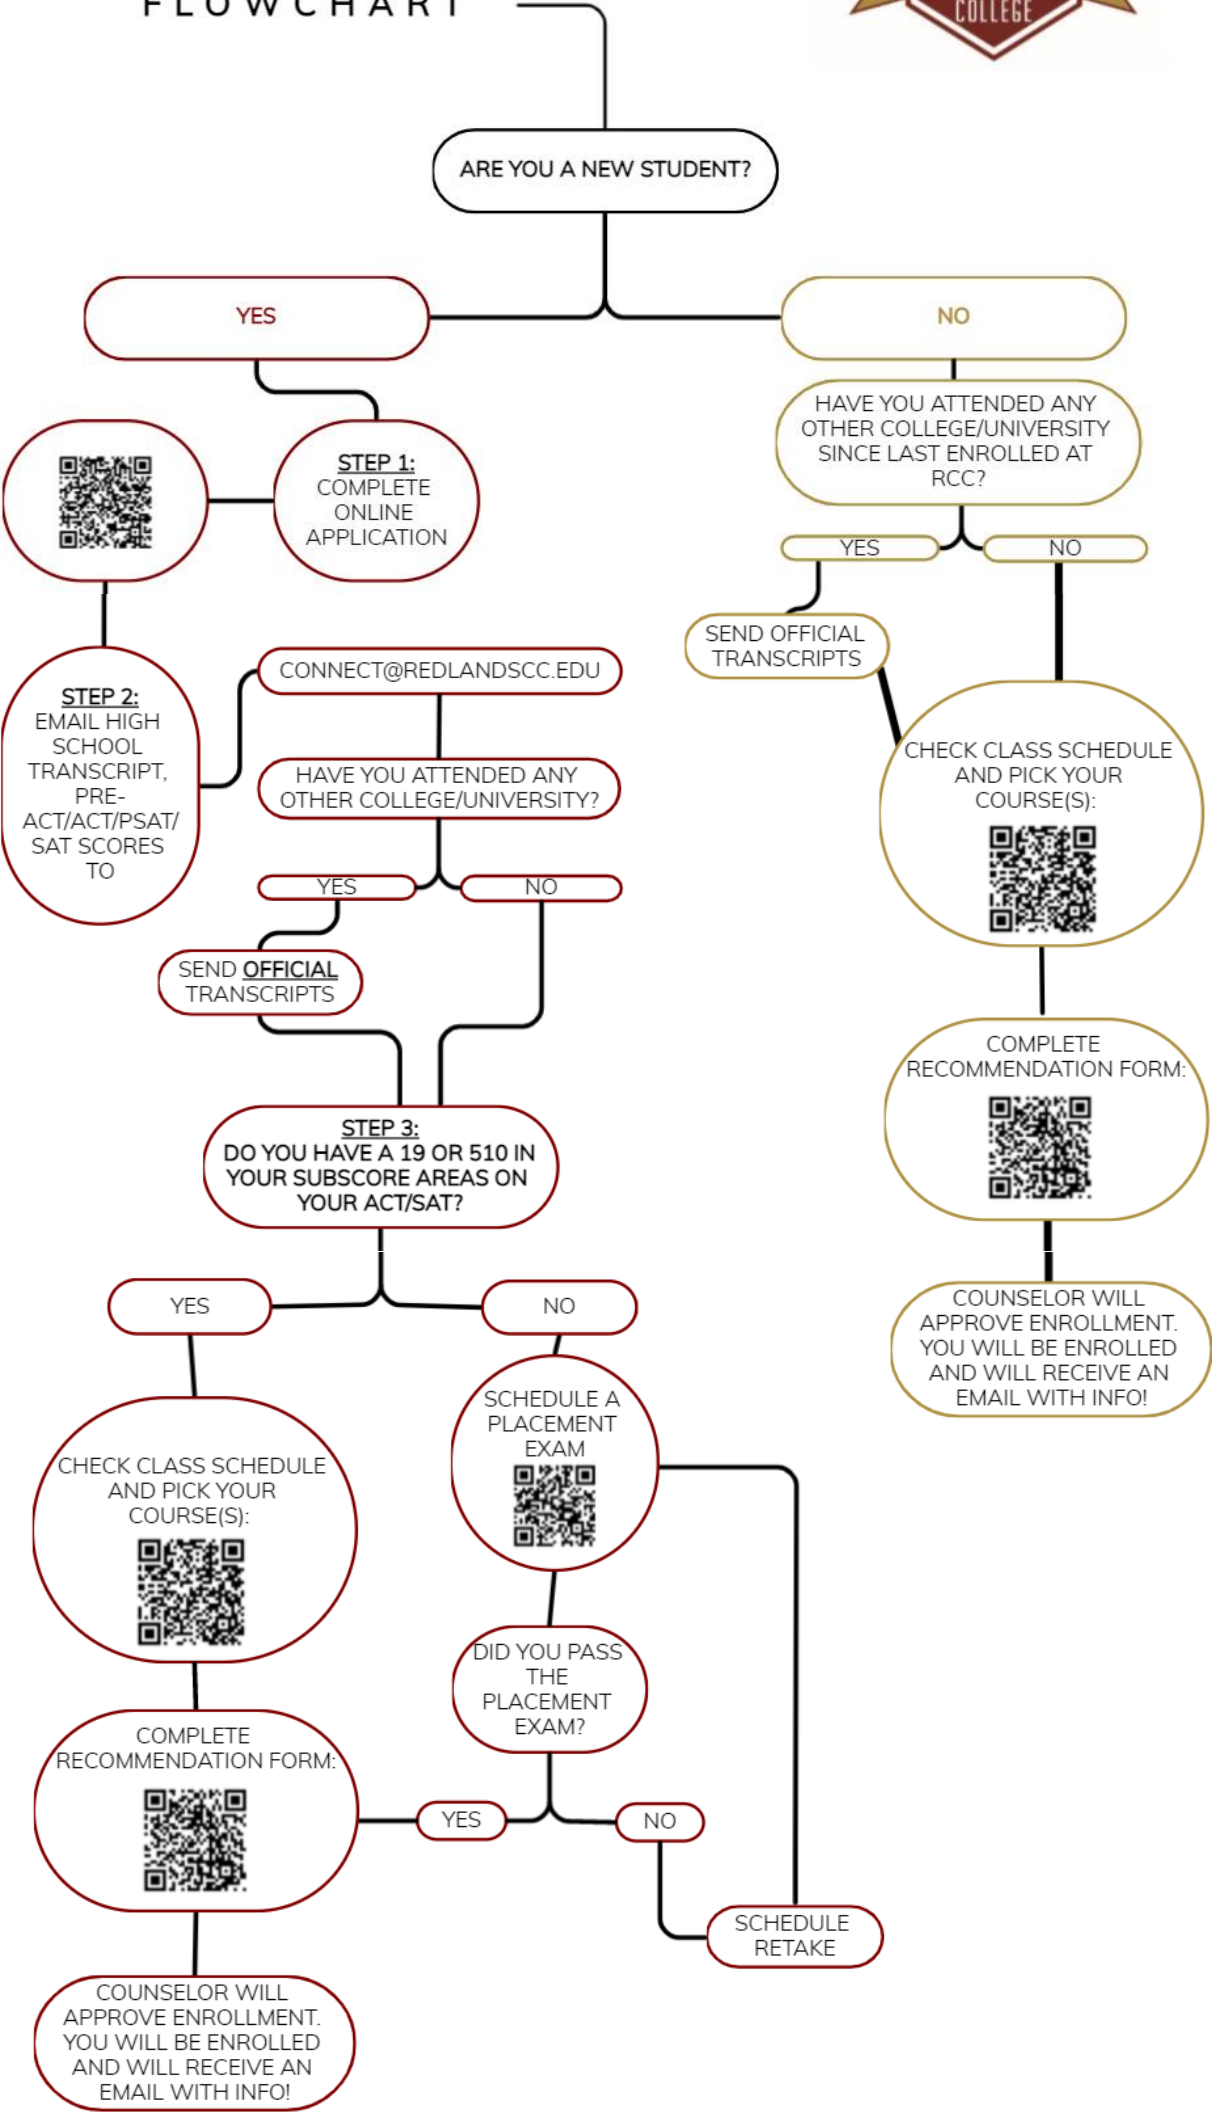 FLOWCHART
COLLEGE
ARE YOU A NEW STUDENT?
YES
NO
HAVE YOU ATTENDED ANY
OTHER COLLEGE/UNIVERSITY
SINCE LAST ENROLLED AT
RCC?
YES
NO
SEND OFFICIAL
TRANSCRIPTS
CHECK CLASS SCHEDULE
AND PICK YOUR
COURSE(S):
COMPLETE
RECOMMENDATION FORM:
COUNSELOR WILL
APPROVE ENROLLMENT.
YOU WILL BE ENROLLED
AND WILL RECEIVE AN
EMAIL WITH INFO!
STEP 1:
COMPLETE
ONLINE
APPLICATION
STEP 2:
EMAIL HIGH
SCHOOL
TRANSCRIPT,
PRE-
ACT/ACT/PSAT/
SAT SCORES
TO
CONNECT@REDLANDSCC.EDU
HAVE YOU ATTENDED ANY
OTHER COLLEGE/UNIVERSITY?
YES
NO
SEND OFFICIAL
TRANSCRIPTS
STEP 3:
DO YOU HAVE A 19 OR 510 IN
YOUR SUBSCORE AREAS ON
YOUR ACT/SAT?
YES
NO
CHECK CLASS SCHEDULE
AND PICK YOUR
COURSE(S):
SCHEDULE A
PLACEMENT
EXAM
DID YOU PASS
THE
PLACEMENT
EXAM?
YES
NO
SCHEDULE
RETAKE
COMPLETE
RECOMMENDATION FORM:
COUNSELOR WILL
APPROVE ENROLLMENT.
YOU WILL BE ENROLLED
AND WILL RECEIVE AN
EMAIL WITH INFO!